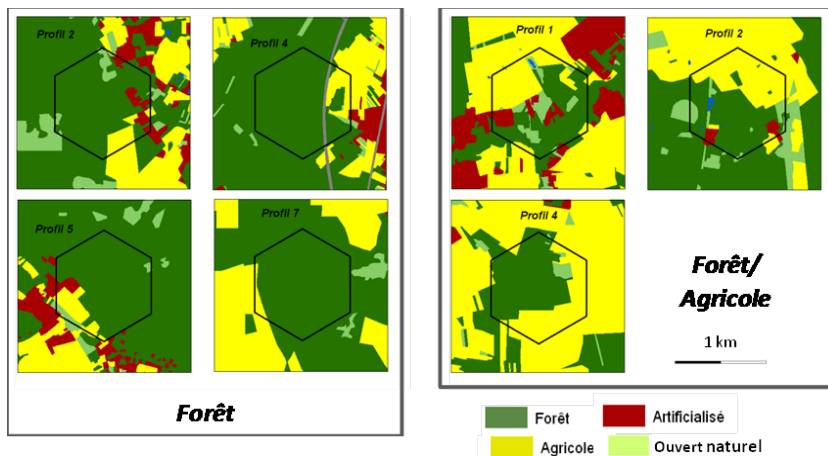 Profil 2
Profil 4
Profil 5
Profil 7
Forêt
Profil 1
Profil 2
Profil 4
Forêt/
Agricole
1 km
Forêt
Artificialisé
Agricole
Ouvert naturel